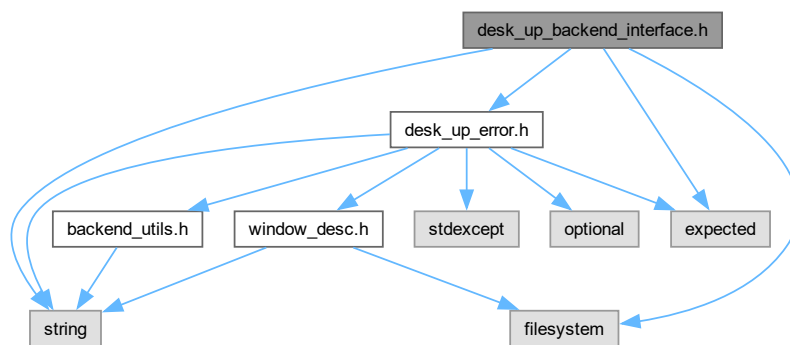 desk_up_backend_interface.h
desk_up_error.h
backend_utils.h
window_desc.h
stdexcept
optional
expected
string
filesystem